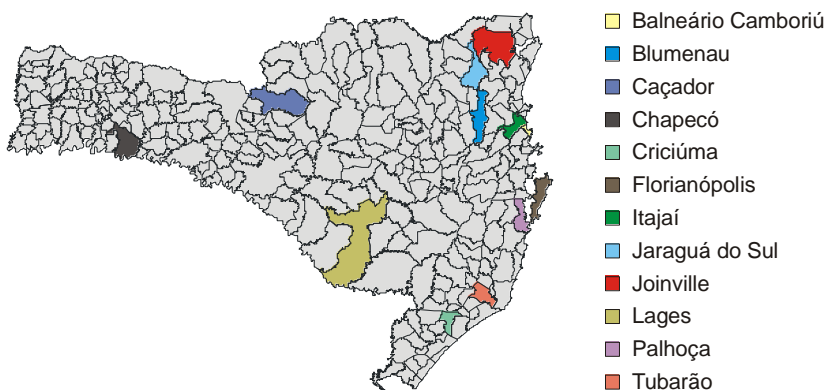 Balneário Camboriú
Blumenau
Caçador
Chapecó
Criciúma
Florianópolis
Itajaí
Jaraguá do Sul
Joinville
Lages
Palhoça
Tubarão